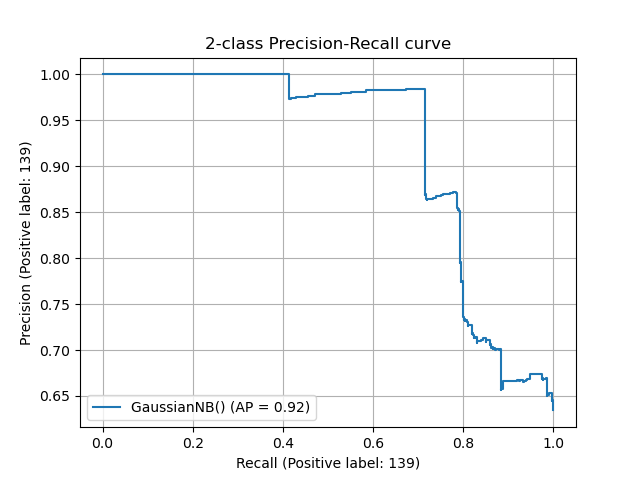 2-class Precision-Recall curve
1.00
0.95
0.90
0.85
0.80
0.75
0.70
0.65
Precision (Positive label: 139)
GaussianNB() (AP = 0.92)
0.0 0.2 0.4 0.6 0.8 1.0
Recall (Positive label: 139)